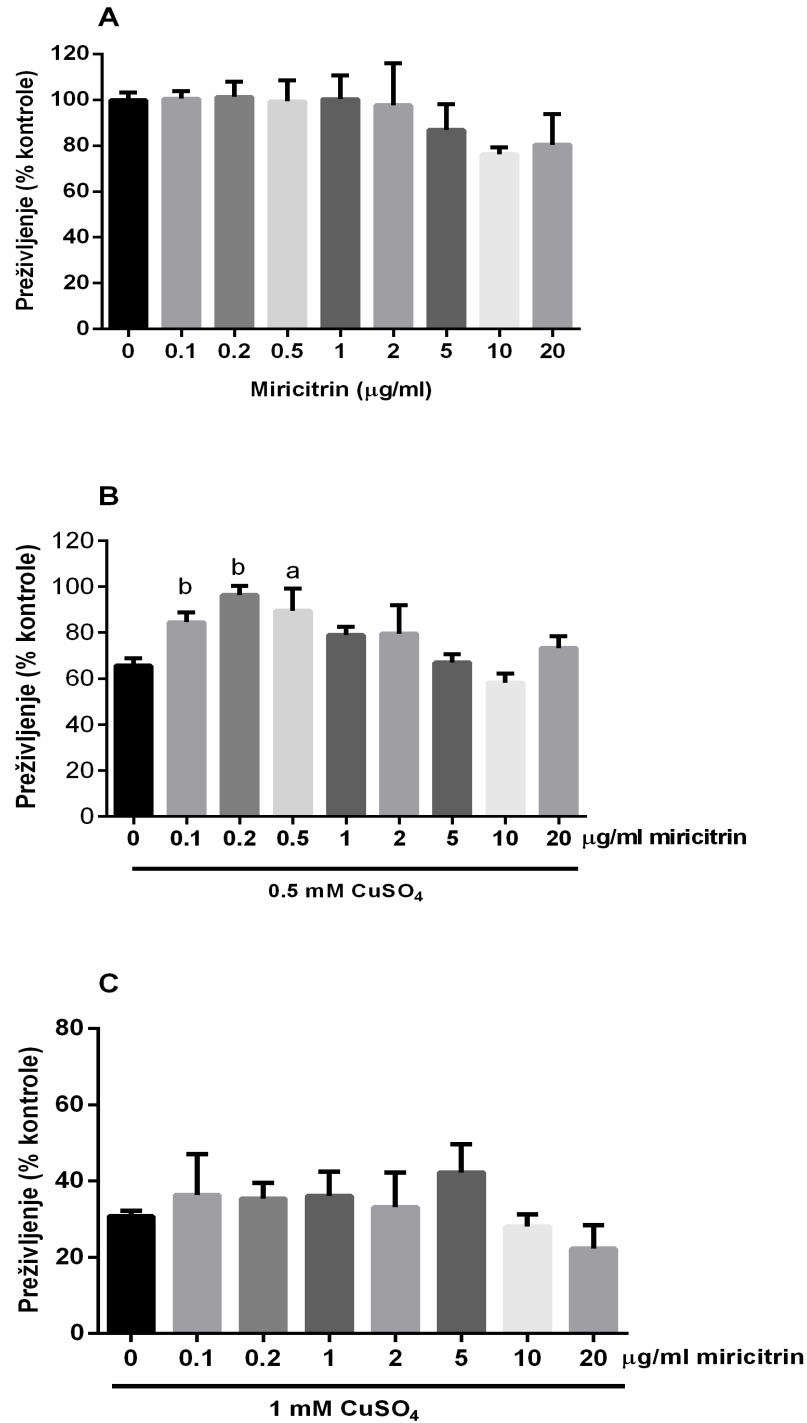 A
Preživljenje (% kontrole)
120
100
80
60
40
20
0
0 0.1 0.2 0.5 1 2 5 10 20
Miricitrin (µg/ml)
B
Preživljenje (% kontrole)
120
100
80
60
40
20
0
b b a
0 0.1 0.2 0.5 1 2 5 10 20 µg/ml miricitrin
0.5 mM CuSO₄
C
Preživljenje (% kontrole)
80
60
40
20
0
0 0.1 0.2 1 2 5 10 20 µg/ml miricitrin
1 mM CuSO₄